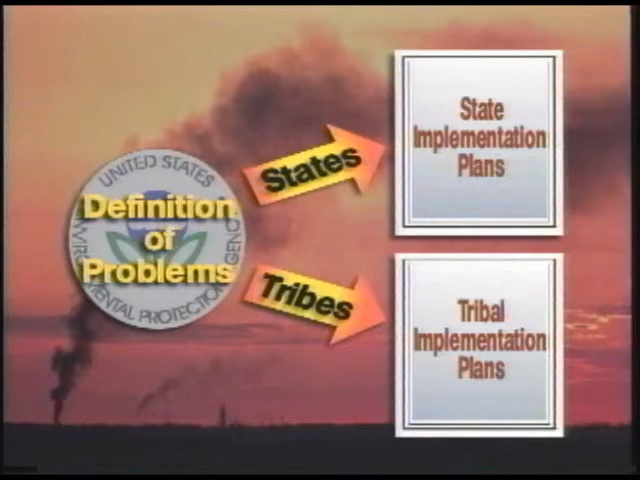 UNITED STATES
ENVIRONMENTAL PROTECTION AGENCY
Definition
of
Problems
States
State
Implementation
Plans
Tribes
Tribal
Implementation
Plans